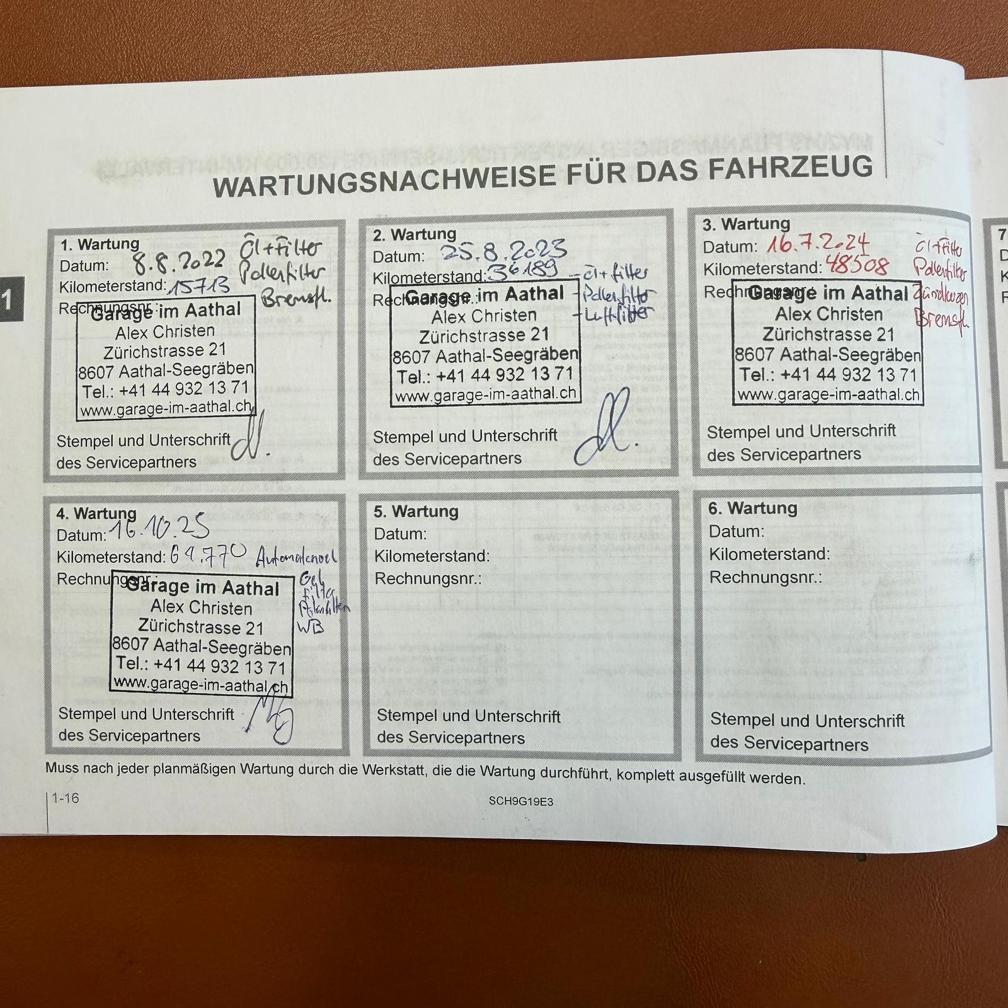 WARTUNGSNACHWEISE FÜR DAS FAHRZEUG
1
1. Wartung
Datum: 8.8.2022
Kilometerstand: 15713
Rechnungsnr.:
Öl+Filter
Pollenfilter
Bremsfl.
Garage im Aathal
Alex Christen
Zürichstrasse 21
8607 Aathal-Seegräben
Tel.: +41 44 932 13 71
www.garage-im-aathal.ch
Stempel und Unterschrift
des Servicepartners
2. Wartung
Datum: 25.8.2023
Kilometerstand: 36189
Rechnungsnr.:
- Öl+Filter
- Pollenfilter
- Luftfilter
Garage im Aathal
Alex Christen
Zürichstrasse 21
8607 Aathal-Seegräben
Tel.: +41 44 932 13 71
www.garage-im-aathal.ch
Stempel und Unterschrift
des Servicepartners
3. Wartung
Datum: 16.7.2024
Kilometerstand: 48508
Rechnungsnr.:
Öl+Filter
Pollenfilter
Zündkerzen
Bremsfl.
Garage im Aathal
Alex Christen
Zürichstrasse 21
8607 Aathal-Seegräben
Tel.: +41 44 932 13 71
www.garage-im-aathal.ch
Stempel und Unterschrift
des Servicepartners
4. Wartung
Datum: 16.10.25
Kilometerstand: 61.770
Rechnungsnr.:
Filter
WB
Garage im Aathal
Alex Christen
Zürichstrasse 21
8607 Aathal-Seegräben
Tel.: +41 44 932 13 71
www.garage-im-aathal.ch
Stempel und Unterschrift
des Servicepartners
5. Wartung
Datum:
Kilometerstand:
Rechnungsnr.:
Stempel und Unterschrift
des Servicepartners
6. Wartung
Datum:
Kilometerstand:
Rechnungsnr.:
Stempel und Unterschrift
des Servicepartners
Muss nach jeder planmäßigen Wartung durch die Werkstatt, die die Wartung durchführt, komplett ausgefüllt werden.
1-16
SCH9G19E3